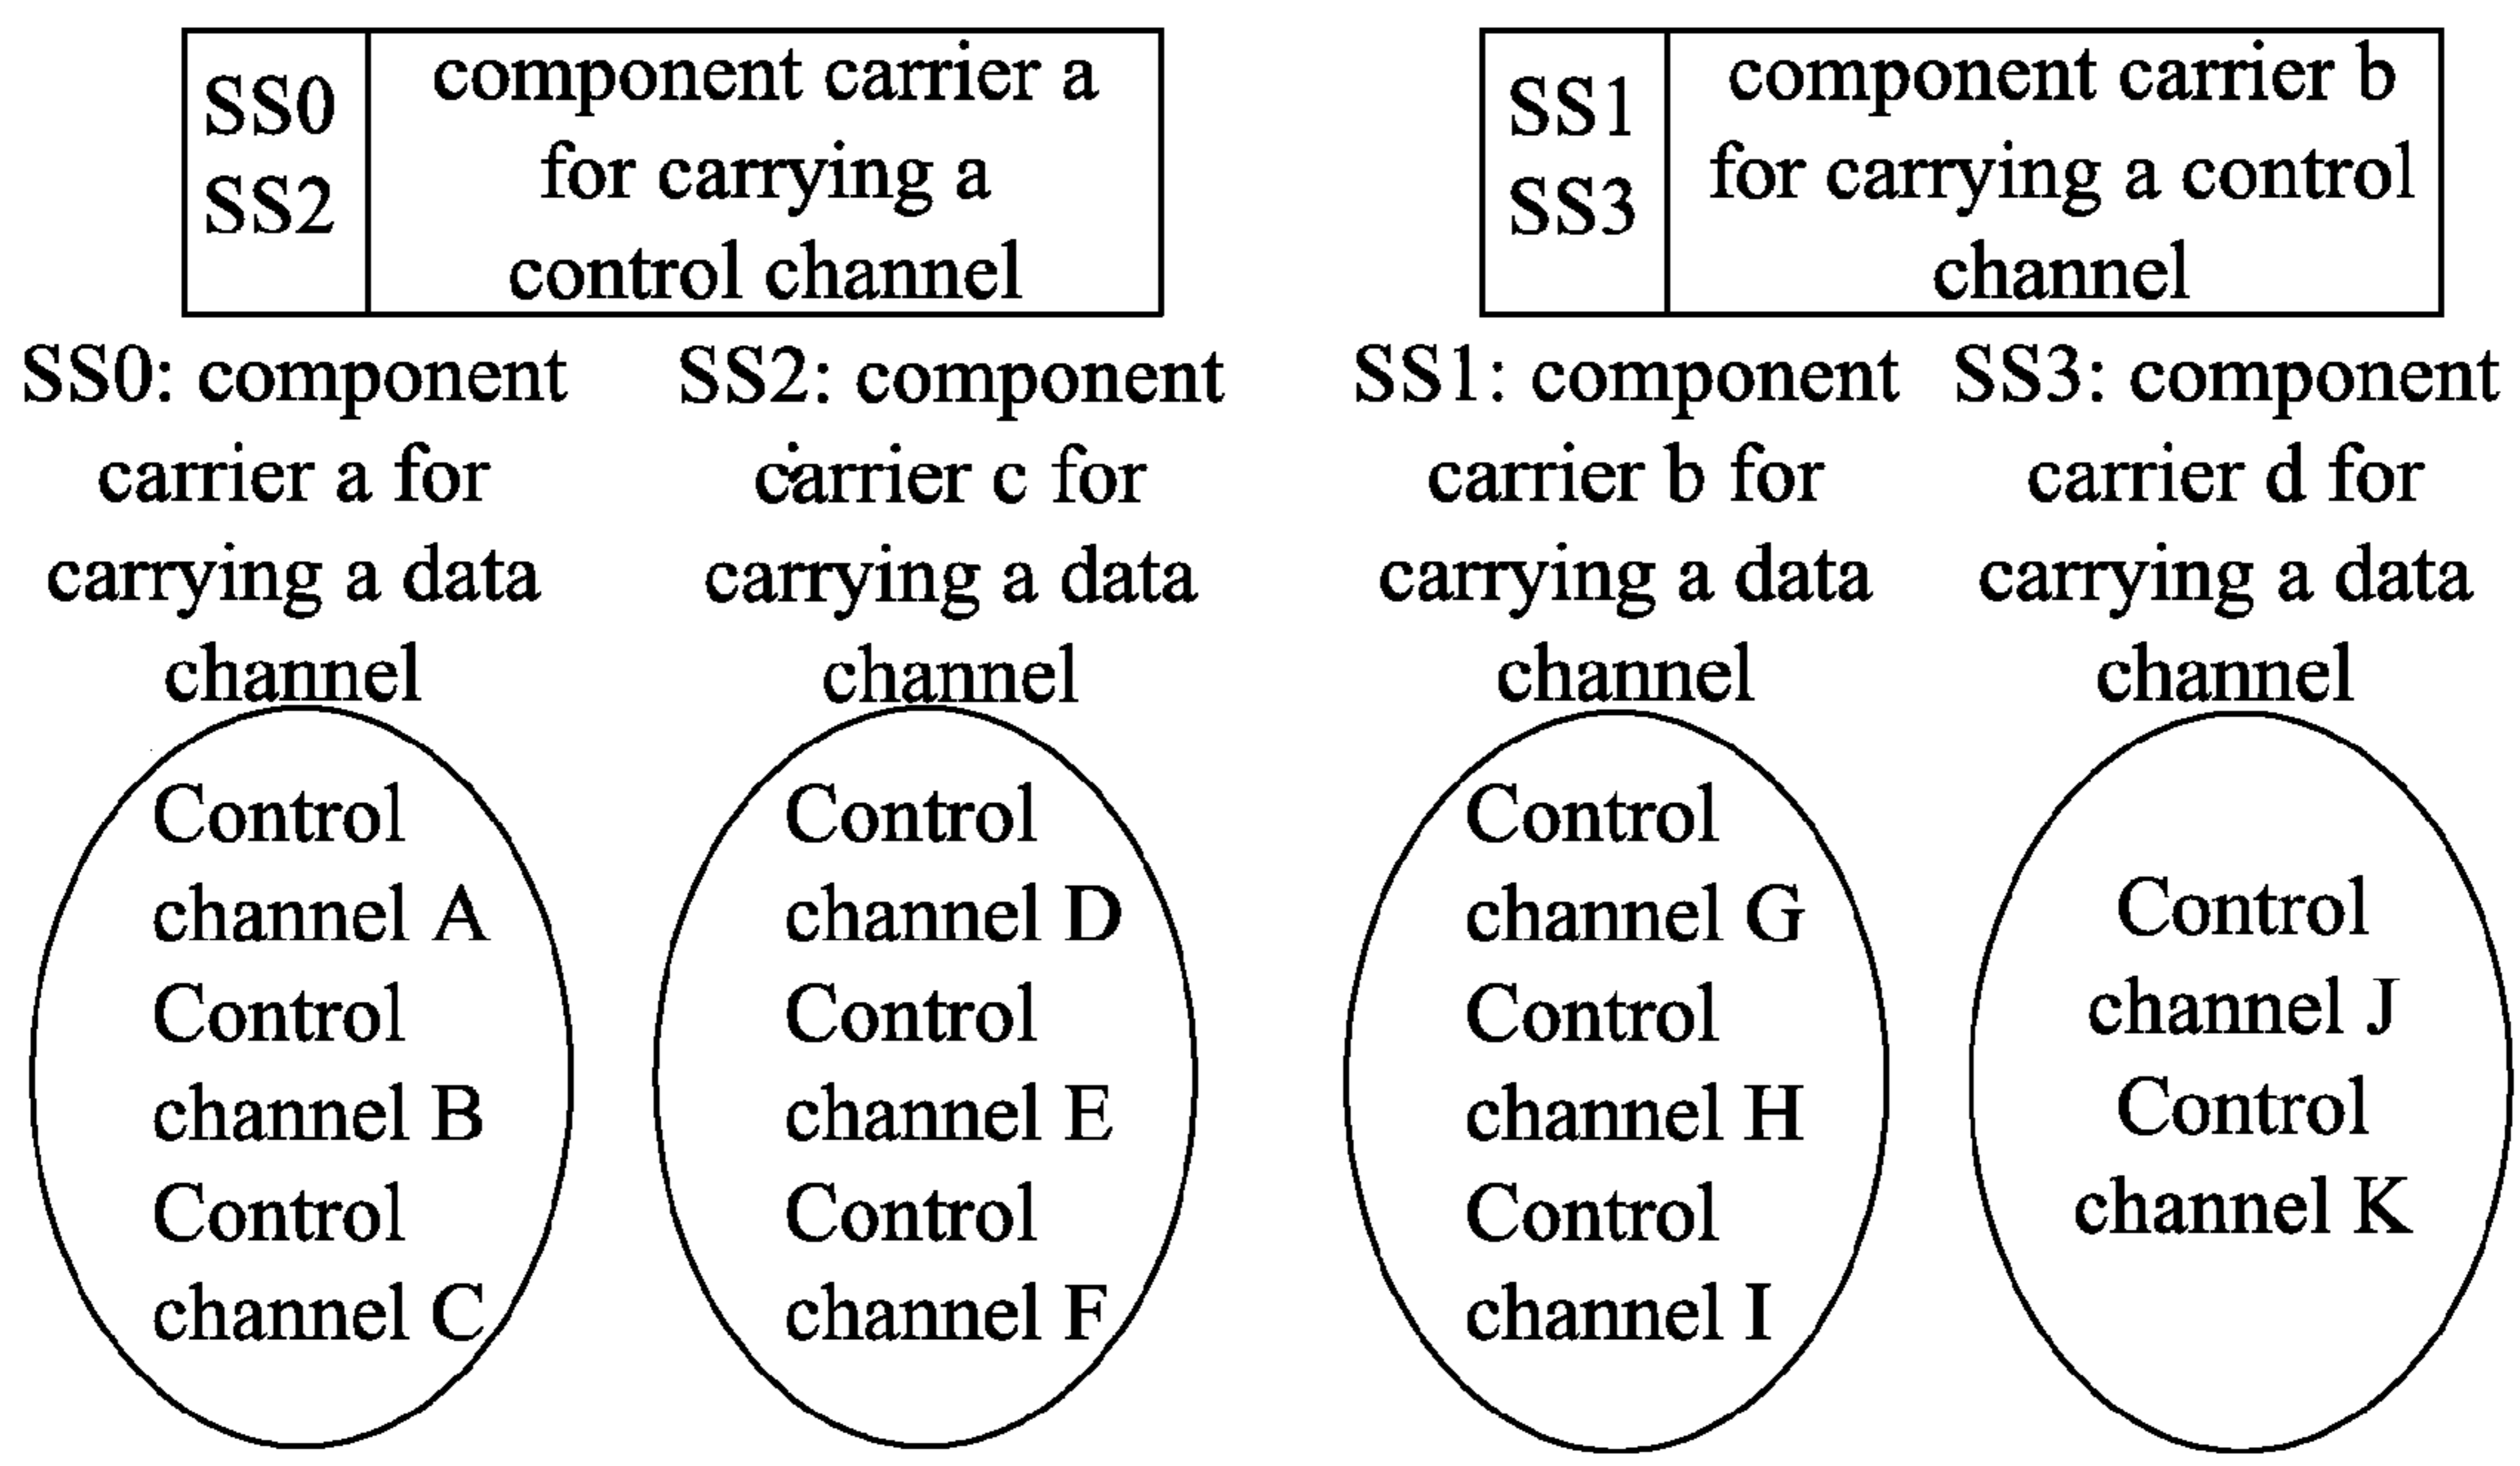 SS0
SS2
component carrier a
for carrying a
control channel
SS1
SS3
component carrier b
for carrying a control
channel
SS0: component
carrier a for
carrying a data
channel
SS2: component
carrier c for
carrying a data
channel
SS1: component
carrier b for
carrying a data
channel
SS3: component
carrier d for
carrying a data
channel
Control
channel A
Control
channel B
Control
channel C
Control
channel D
Control
channel E
Control
channel F
Control
channel G
Control
channel H
Control
channel I
Control
channel J
Control
channel K